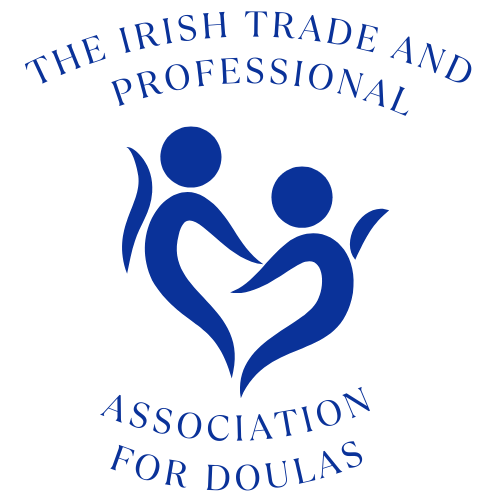 THE IRISH TRADE AND
PROFESSIONAL
ASSOCIATION
FOR DOULAS